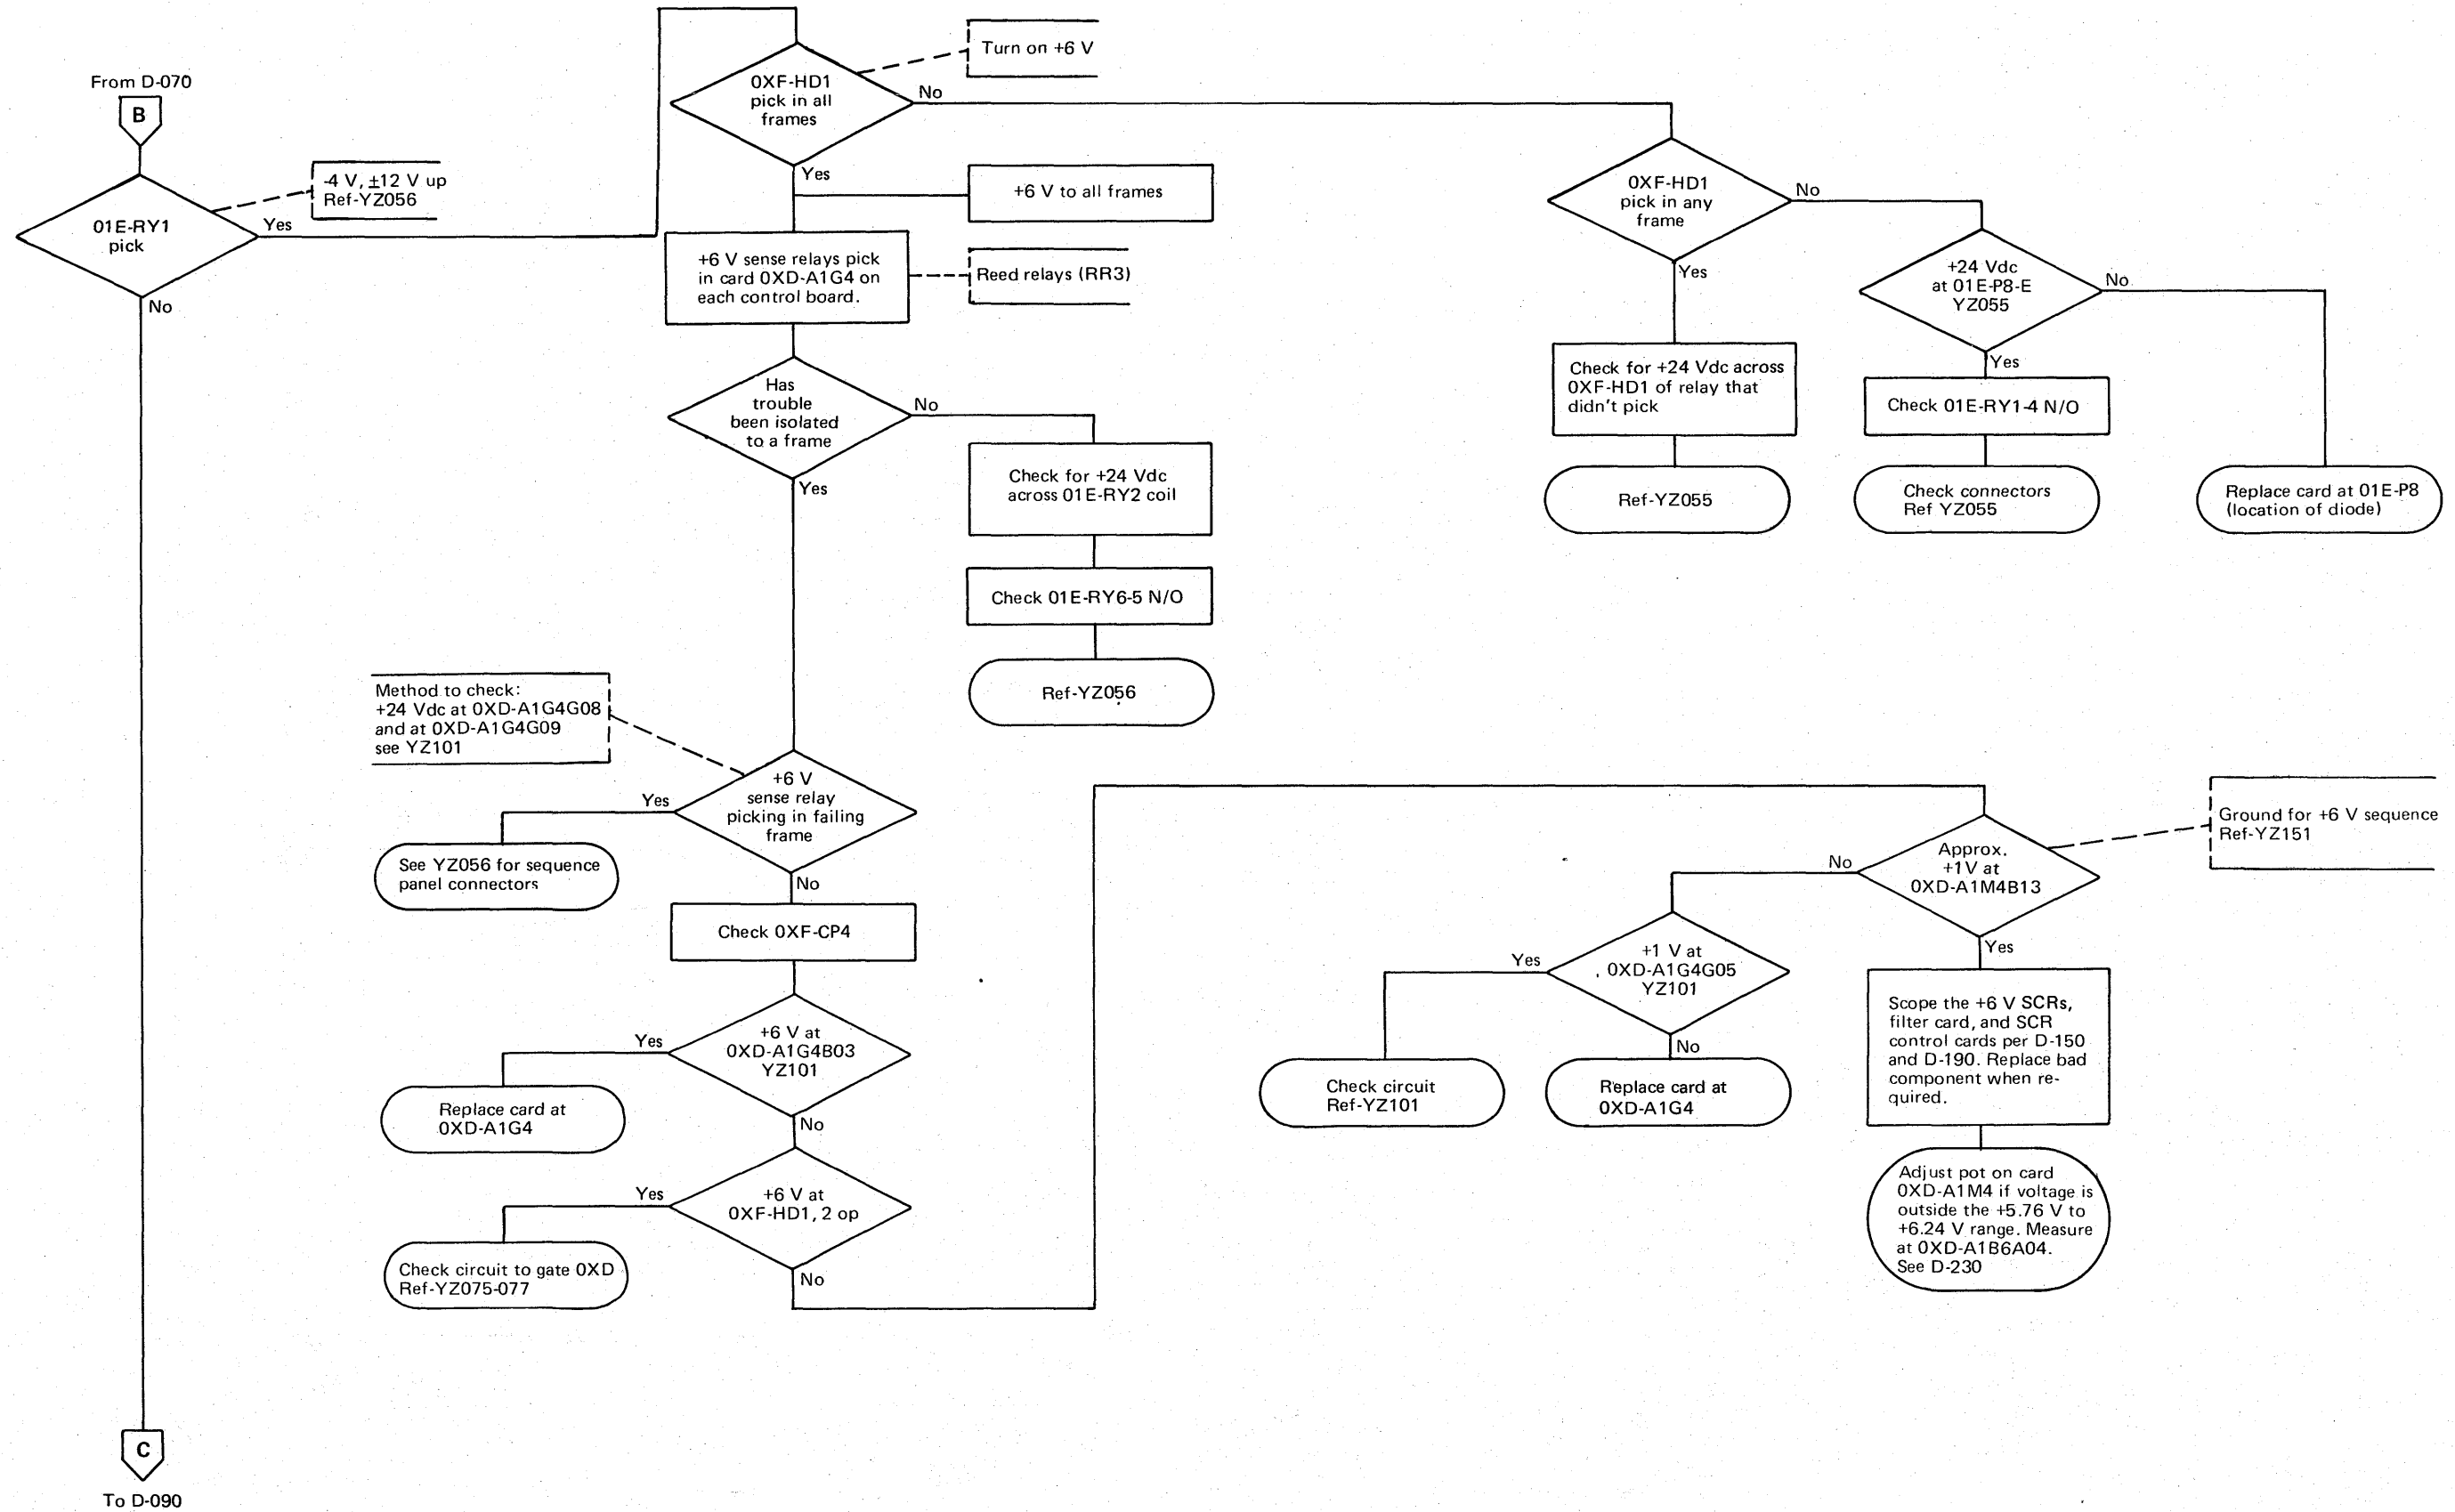 From D-070
B
-4 V, ±12 V up
Ref-YZ056
01E-RY1
pick
Yes
No
C
To D-090
0XF-HD1
pick in all
frames
Turn on +6 V
No
Yes
+6 V to all frames
+6 V sense relays pick
in card 0XD-A1G4 on
each control board.
Reed relays (RR3)
Has
trouble
been isolated
to a frame
No
Yes
Check for +24 Vdc
across 01E-RY2 coil
Check 01E-RY6-5 N/O
Ref-YZ056
Method to check:
+24 Vdc at 0XD-A1G4G08
and at 0XD-A1G4G09
see YZ101
+6 V
sense relay
picking in failing
frame
Yes
See YZ056 for sequence
panel connectors
No
Check 0XF-CP4
+6 V at
0XD-A1G4B03
YZ101
Yes
Replace card at
0XD-A1G4
No
+6 V at
0XF-HD1, 2 op
Yes
Check circuit to gate 0XD
Ref-YZ075-077
No
0XF-HD1
pick in any
frame
No
Yes
Check for +24 Vdc across
0XF-HD1 of relay that
didn't pick
Ref-YZ055
+24 Vdc
at 01E-P8-E
YZ055
No
Yes
Check 01E-RY1-4 N/O
Check connectors
Ref YZ055
Replace card at 01E-P8
(location of diode)
Approx.
+1V at
0XD-A1M4B13
Ground for +6 V sequence
Ref-YZ151
No
Yes
+1 V at
0XD-A1G4G05
YZ101
Yes
No
Check circuit
Ref-YZ101
Replace card at
0XD-A1G4
Scope the +6 V SCRs,
filter card, and SCR
control cards per D-150
and D-190. Replace bad
component when re-
quired.
Adjust pot on card
0XD-A1M4 if voltage is
outside the +5.76 V to
+6.24 V range. Measure
at 0XD-A1B6A04.
See D-230